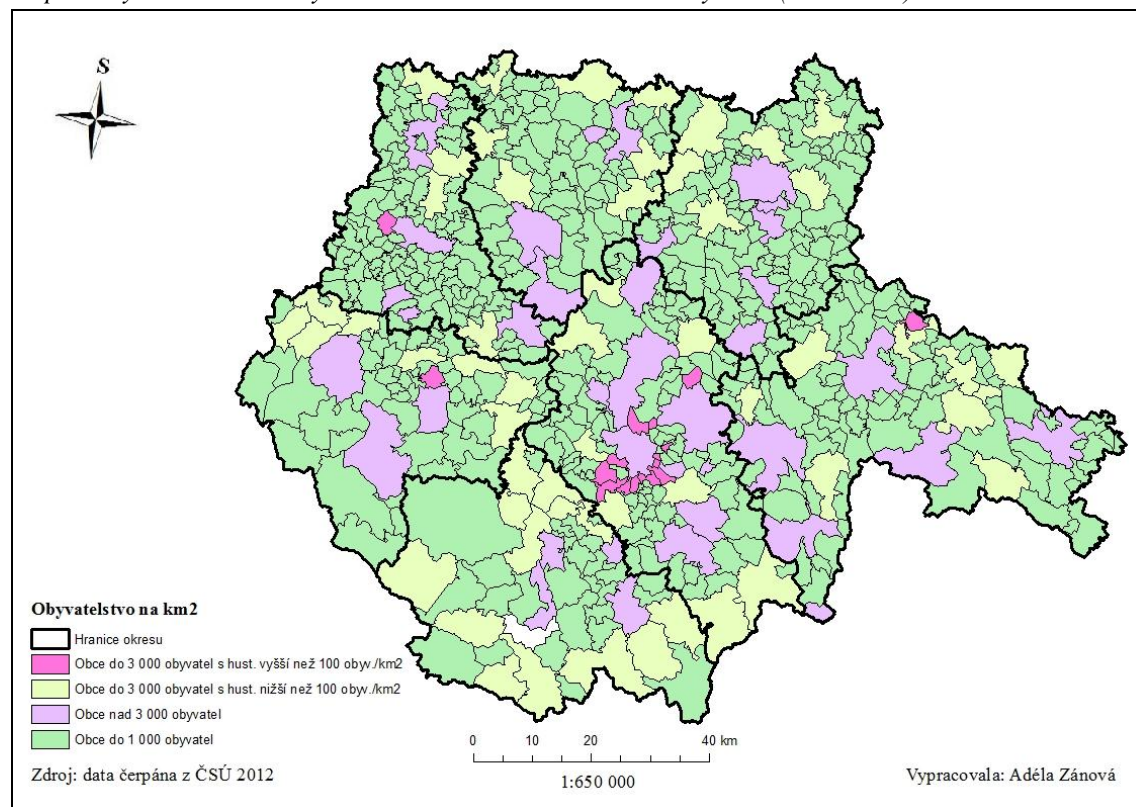 S
Obyvatelstvo na km2
Hranice okresu
Obce do 3 000 obyvatel s hust. vyšší než 100 obyv./km2
Obce do 3 000 obyvatel s hust. nižší než 100 obyv./km2
Obce nad 3 000 obyvatel
Obce do 1 000 obyvatel
0 10 20 40 km
1:650 000
Zdroj: data čerpána z ČSÚ 2012
Vypracovala: Adéla Zánová